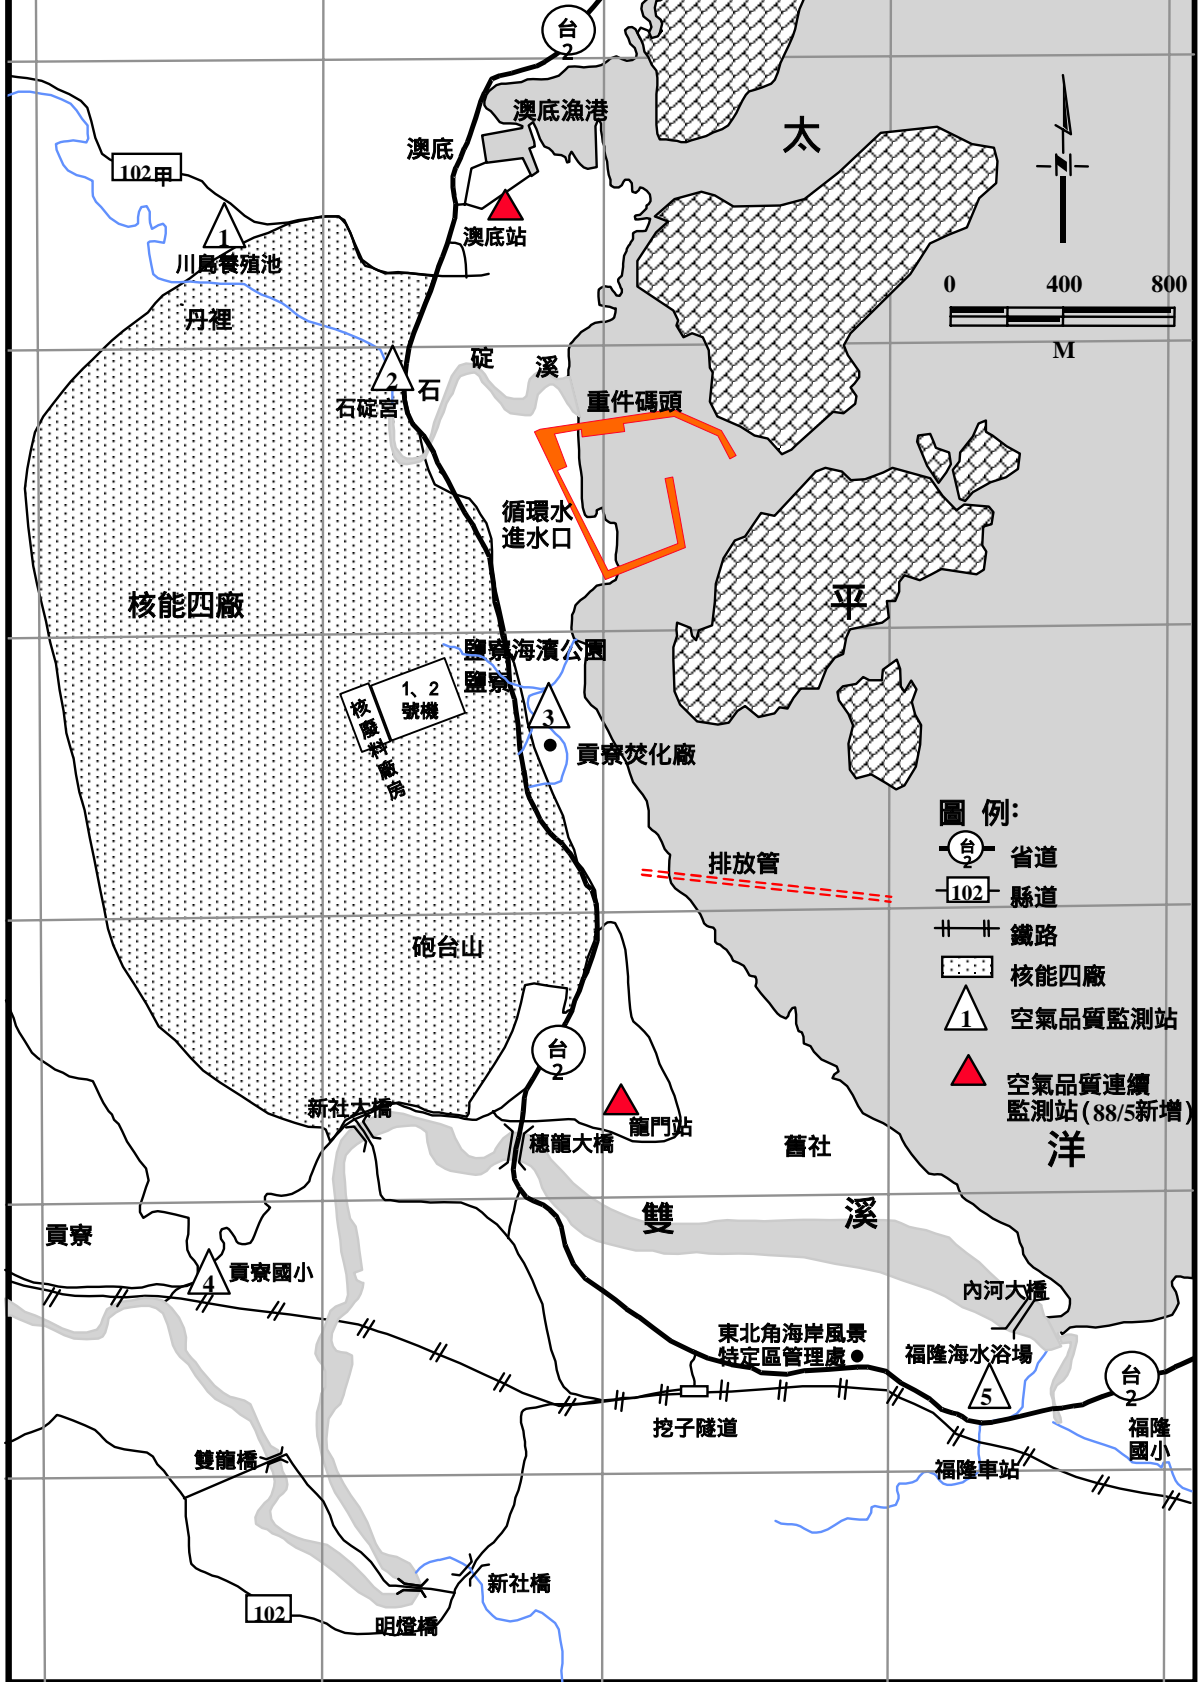 台
2
澳底漁港
澳底
太
102甲
N
1
川島養殖池
澳底站
丹裡
0 400 800
M
碇
溪
2
石
石碇宮
重件碼頭
循環水
進水口
核能四廠
平
鹽寮海濱公園
鹽寮
1、2
號機
核廢料廠房
3
貢寮焚化廠
圖 例:
台
2
省道
排放管
102
縣道
鐵路
砲台山
核能四廠
1
空氣品質監測站
台
2
空氣品質連續
監測站(88/5新增)
新社大橋
龍門站
穗龍大橋
舊社
洋
雙
溪
貢寮
4
貢寮國小
內河大橋
東北角海岸風景
特定區管理處
福隆海水浴場
5
台
2
挖子隧道
福隆
國小
雙龍橋
福隆車站
新社橋
102
明燈橋